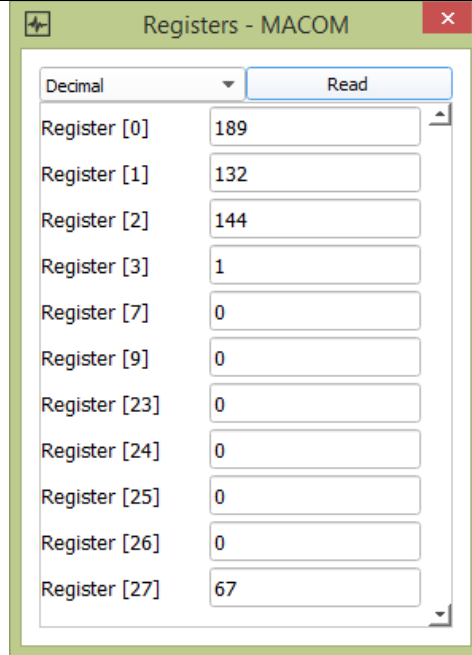 Registers - MACOM
Decimal Read
Register [0] 189
Register [1] 132
Register [2] 144
Register [3] 1
Register [7] 0
Register [9] 0
Register [23] 0
Register [24] 0
Register [25] 0
Register [26] 0
Register [27] 67